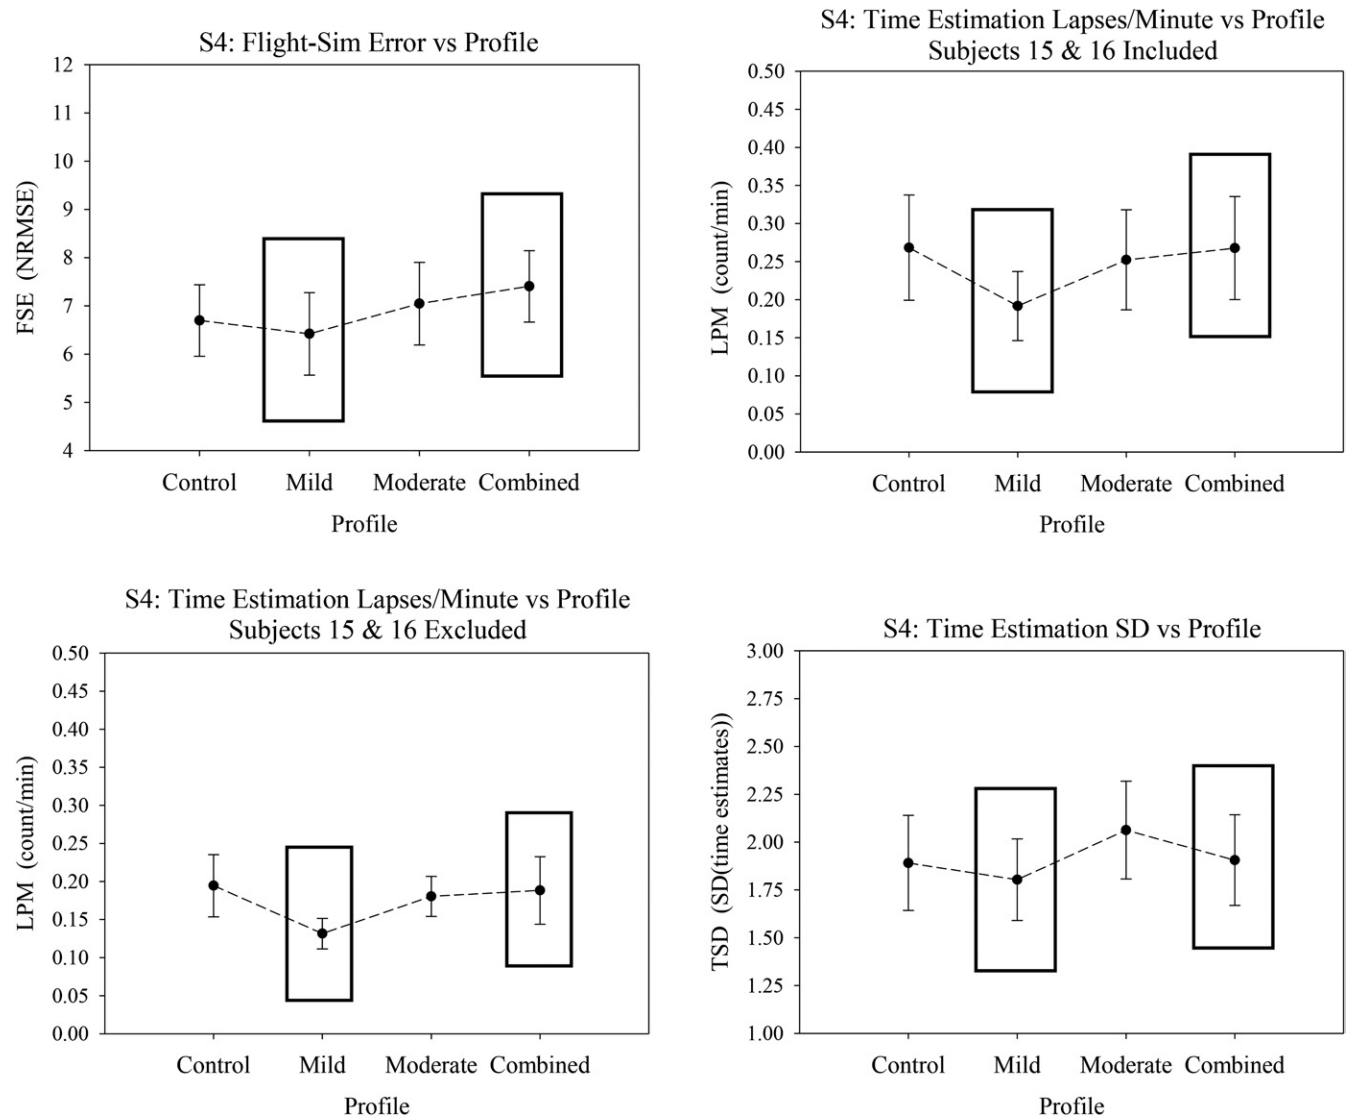 S4: Flight-Sim Error vs Profile
12
11
10
9
8
7
6
5
4
FSE (NRMSE)
Control Mild Moderate Combined
Profile
S4: Time Estimation Lapses/Minute vs Profile
Subjects 15 & 16 Included
0.50
0.45
0.40
0.35
0.30
0.25
0.20
0.15
0.10
0.05
0.00
LPM (count/min)
Control Mild Moderate Combined
Profile
S4: Time Estimation Lapses/Minute vs Profile
Subjects 15 & 16 Excluded
0.50
0.45
0.40
0.35
0.30
0.25
0.20
0.15
0.10
0.05
0.00
LPM (count/min)
Control Mild Moderate Combined
Profile
S4: Time Estimation SD vs Profile
3.00
2.75
2.50
2.25
2.00
1.75
1.50
1.25
1.00
TSD (SD(time estimates))
Control Mild Moderate Combined
Profile